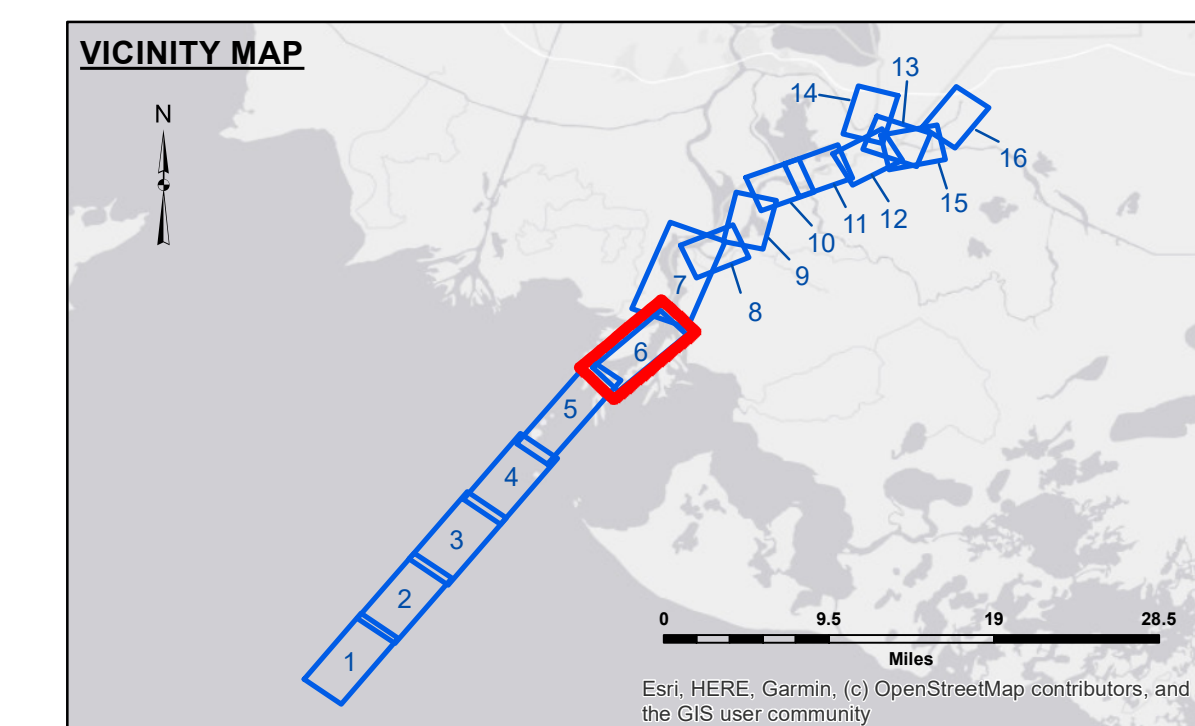 VICINITY MAP
N
13
14
16
15
12
11
10
9
7
8
6
5
4
3
2
1
0 9.5 19 28.5
Miles
Esri, HERE, Garmin, (c) OpenStreetMap contributors, and
the GIS user community